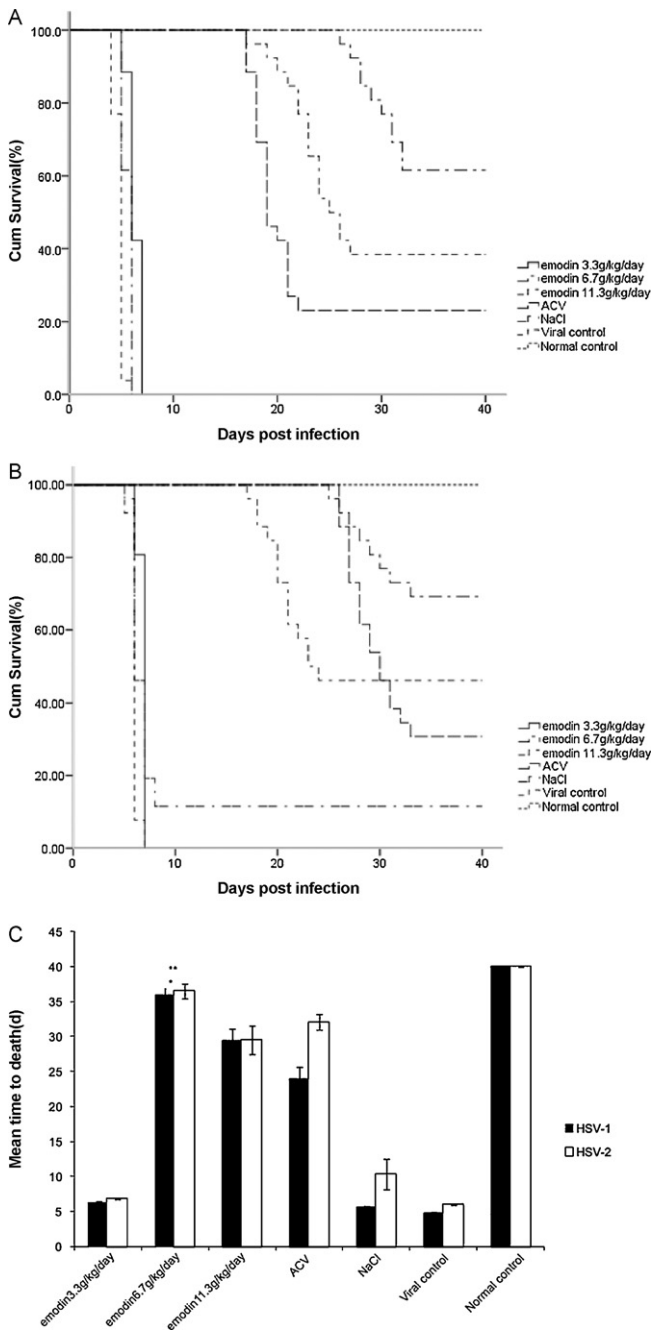 A
100.0
80.0
60.0
40.0
20.0
0.0
Cum Survival(%)
0
10
20
30
40
Days post infection
emodin 3.3g/kg/day
emodin 6.7g/kg/day
emodin 11.3g/kg/day
ACV
NaCl
Viral control
Normal control
B
100.00
80.00
60.00
40.00
20.00
0.00
Cum Survival(%)
0
10
20
30
40
Days post infection
emodin 3.3g/kg/day
emodin 6.7g/kg/day
emodin 11.3g/kg/day
ACV
NaCl
Viral control
Normal control
C
45
40
35
30
25
20
15
10
5
0
Mean time to death(d)
**
*
HSV-1
HSV-2
emodin3.3g/kg/day
emodin6.7g/kg/day
emodin11.3g/kg/day
ACV
NaCl
Viral control
Normal control